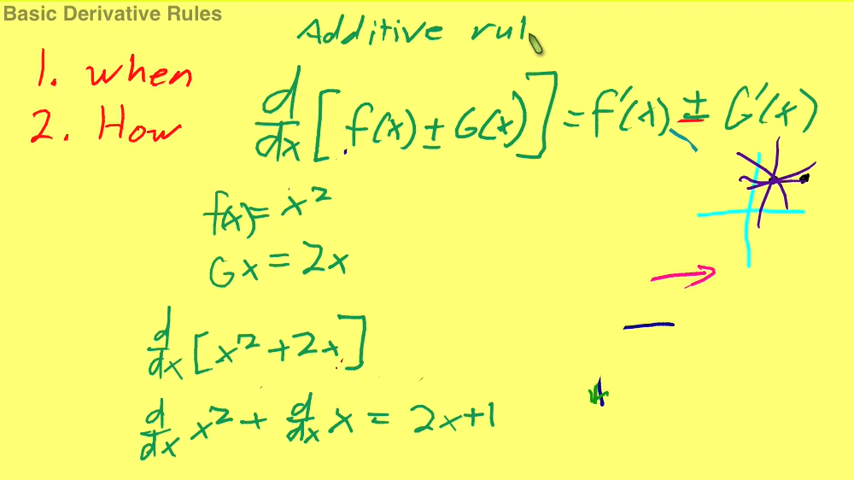 Basic Derivative Rules
Additive rul
1. when
2. How
d/dx [f(x) ± G(x)] = f'(x) ± G'(x)
f(x) = x²
Gx = 2x
d/dx [x² + 2x]
d/dx x² + d/dx x = 2x+1